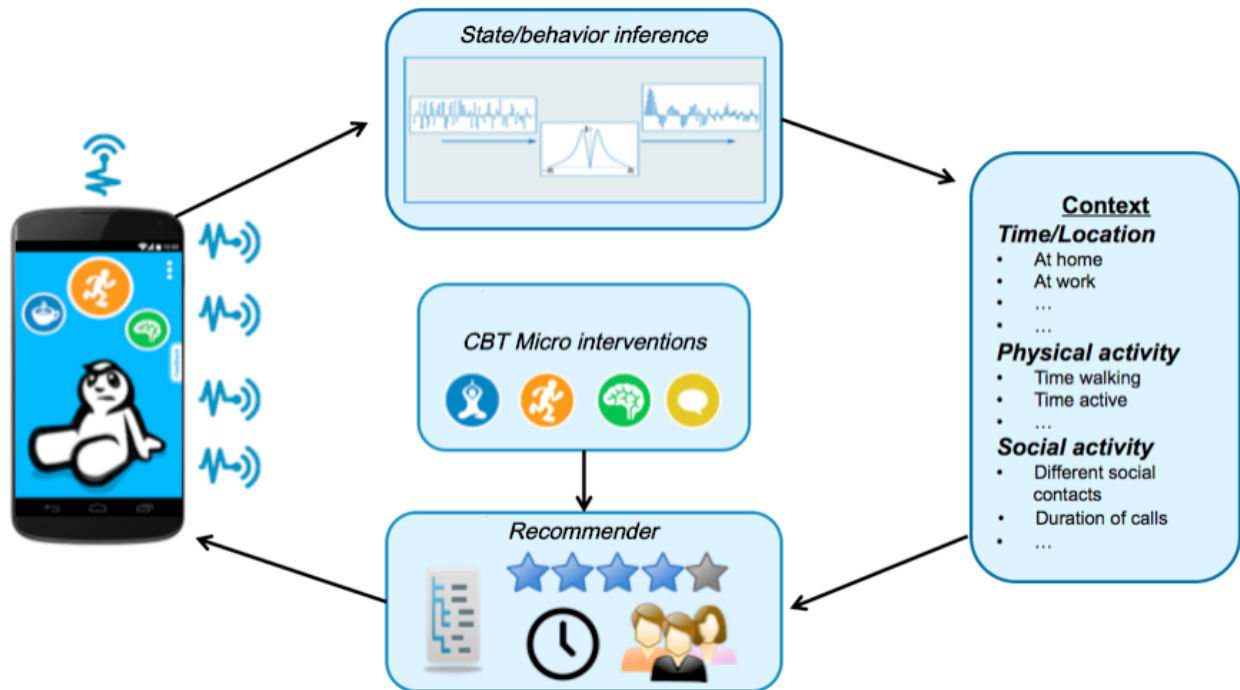 State/behavior inference
Context
Time/Location
• At home
• At work
• ...
• ...
Physical activity
• Time walking
• Time active
• ...
Social activity
• Different social
contacts
• Duration of calls
• ...
CBT Micro interventions
Recommender